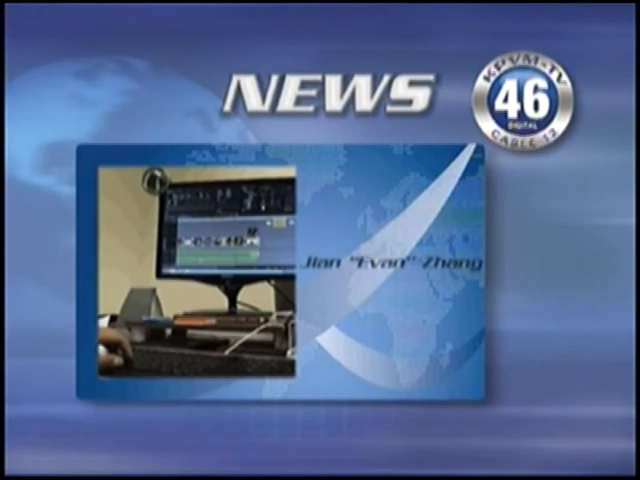 NEWS
KPVM-TV
46
DIGITAL
CABLE 12
Jian "Evan" Zhang